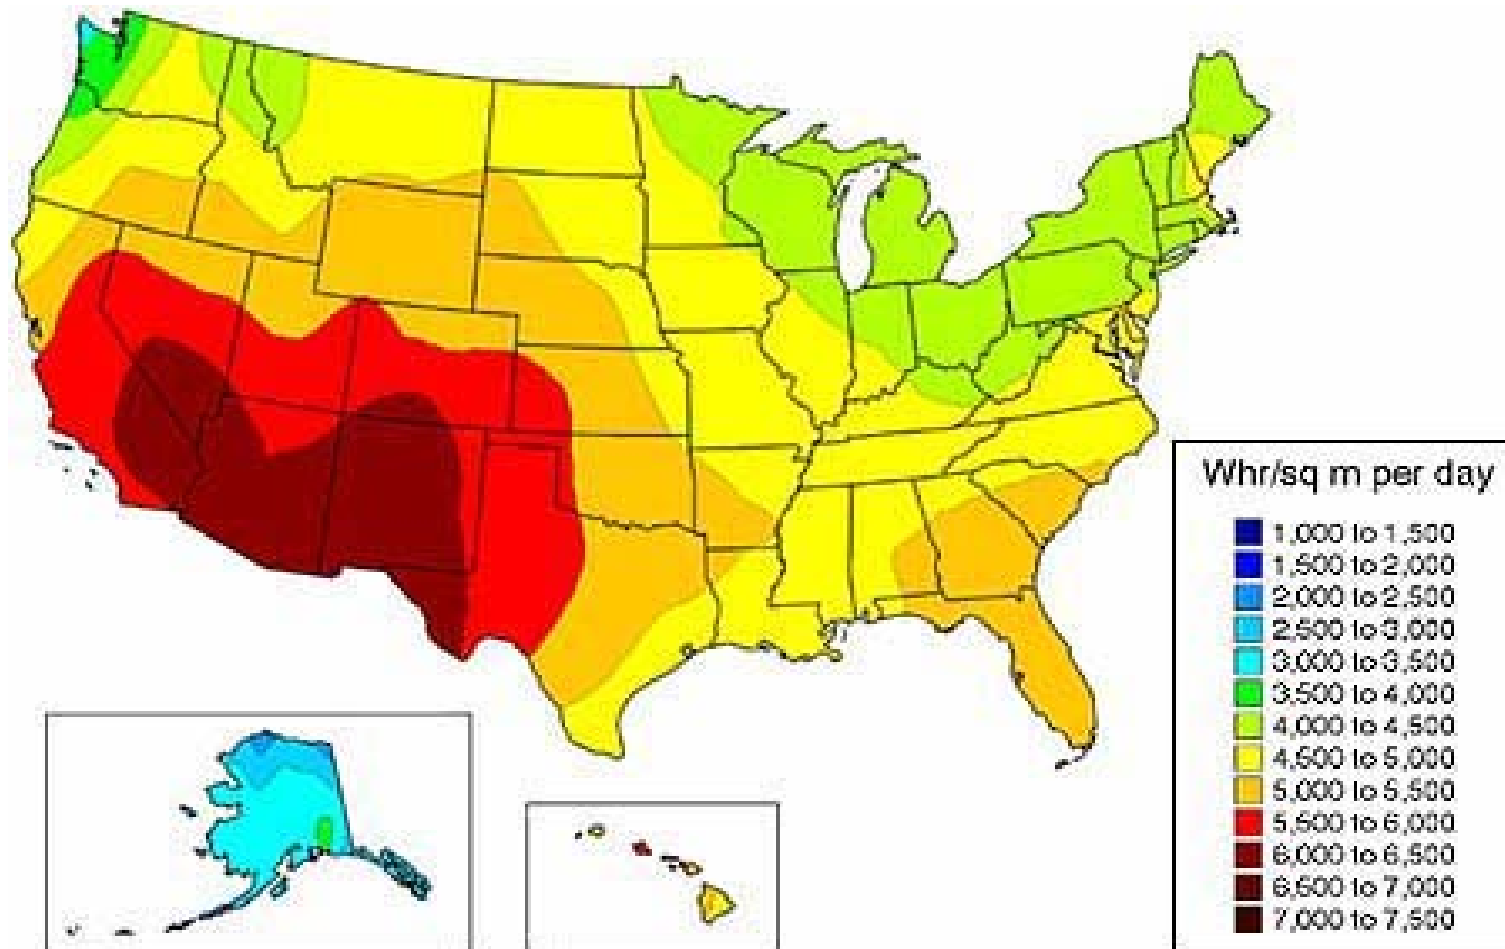 Whr/sq m per day
1,000 to 1,500
1,500 to 2,000
2,000 to 2,500
2,500 to 3,000
3,000 to 3,500
3,500 to 4,000
4,000 to 4,500
4,500 to 5,000
5,000 to 5,500
5,500 to 6,000
6,000 to 6,500
6,500 to 7,000
7,000 to 7,500